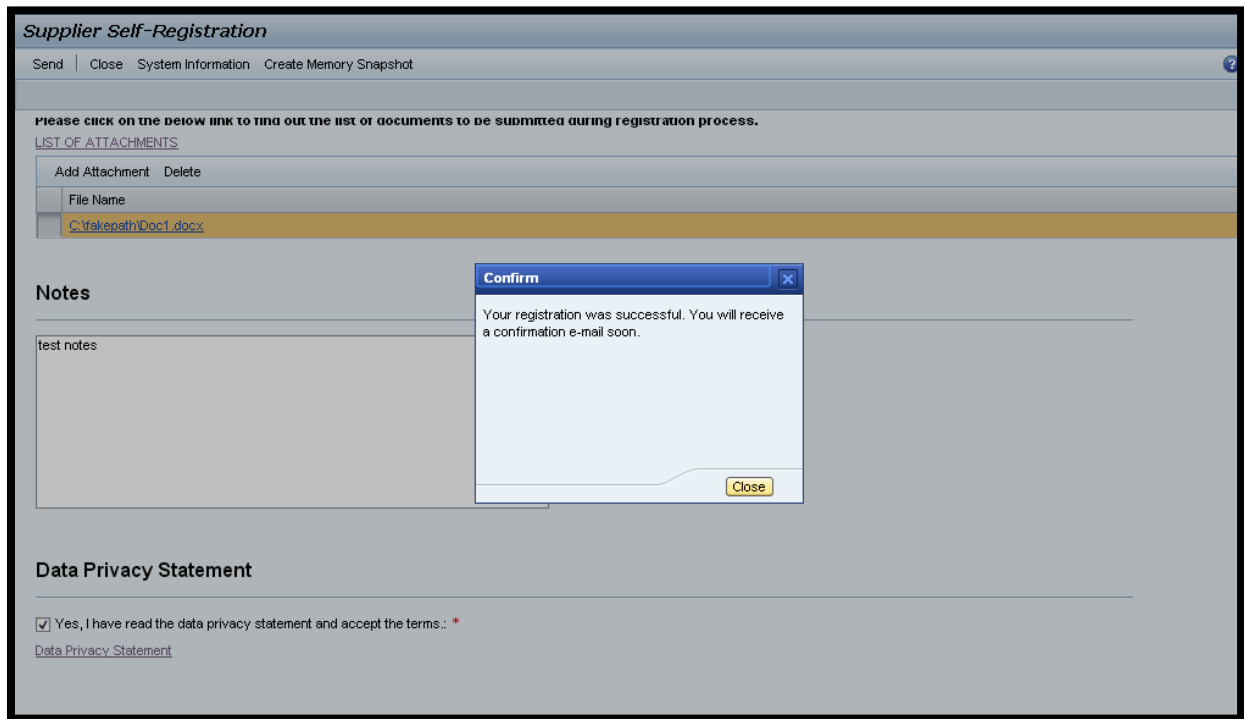 Supplier Self-Registration
Send Close System Information Create Memory Snapshot
Please click on the below link to find out the list of documents to be submitted during registration process.
LIST OF ATTACHMENTS
Add Attachment Delete
File Name
C:\fakepath\Doc1.docx
Notes
test notes
Confirm
Your registration was successful. You will receive
a confirmation e-mail soon.
Close
Data Privacy Statement
Yes, I have read the data privacy statement and accept the terms.: *
Data Privacy Statement